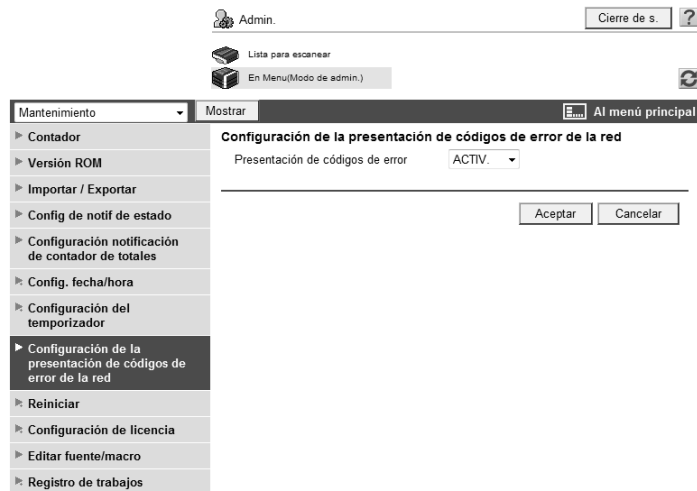 Admin.
Cierre de s.
?
Lista para escanear
En Menu(Modo de admin.)
Mantenimiento
Mostrar
Al menú principal
Contador
Versión ROM
Importar / Exportar
Config de notif de estado
Configuración notificación
de contador de totales
Config. fecha/hora
Configuración del
temporizador
Configuración de la
presentación de códigos de
error de la red
Reiniciar
Configuración de licencia
Editar fuente/macro
Registro de trabajos
Configuración de la presentación de códigos de error de la red
Presentación de códigos de error
ACTIV.
Aceptar
Cancelar